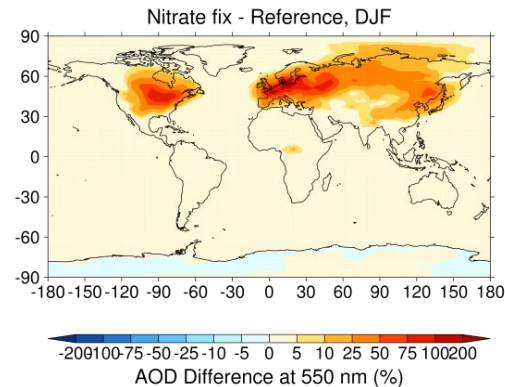 Nitrate fix - Reference, DJF
90
60
30
0
-30
-60
-90
-180-150-120 -90 -60 -30 0 30 60 90 120 150 180
-200-100-75 -50 -25 -10 -5 0 5 10 25 50 75 100200
AOD Difference at 550 nm (%)